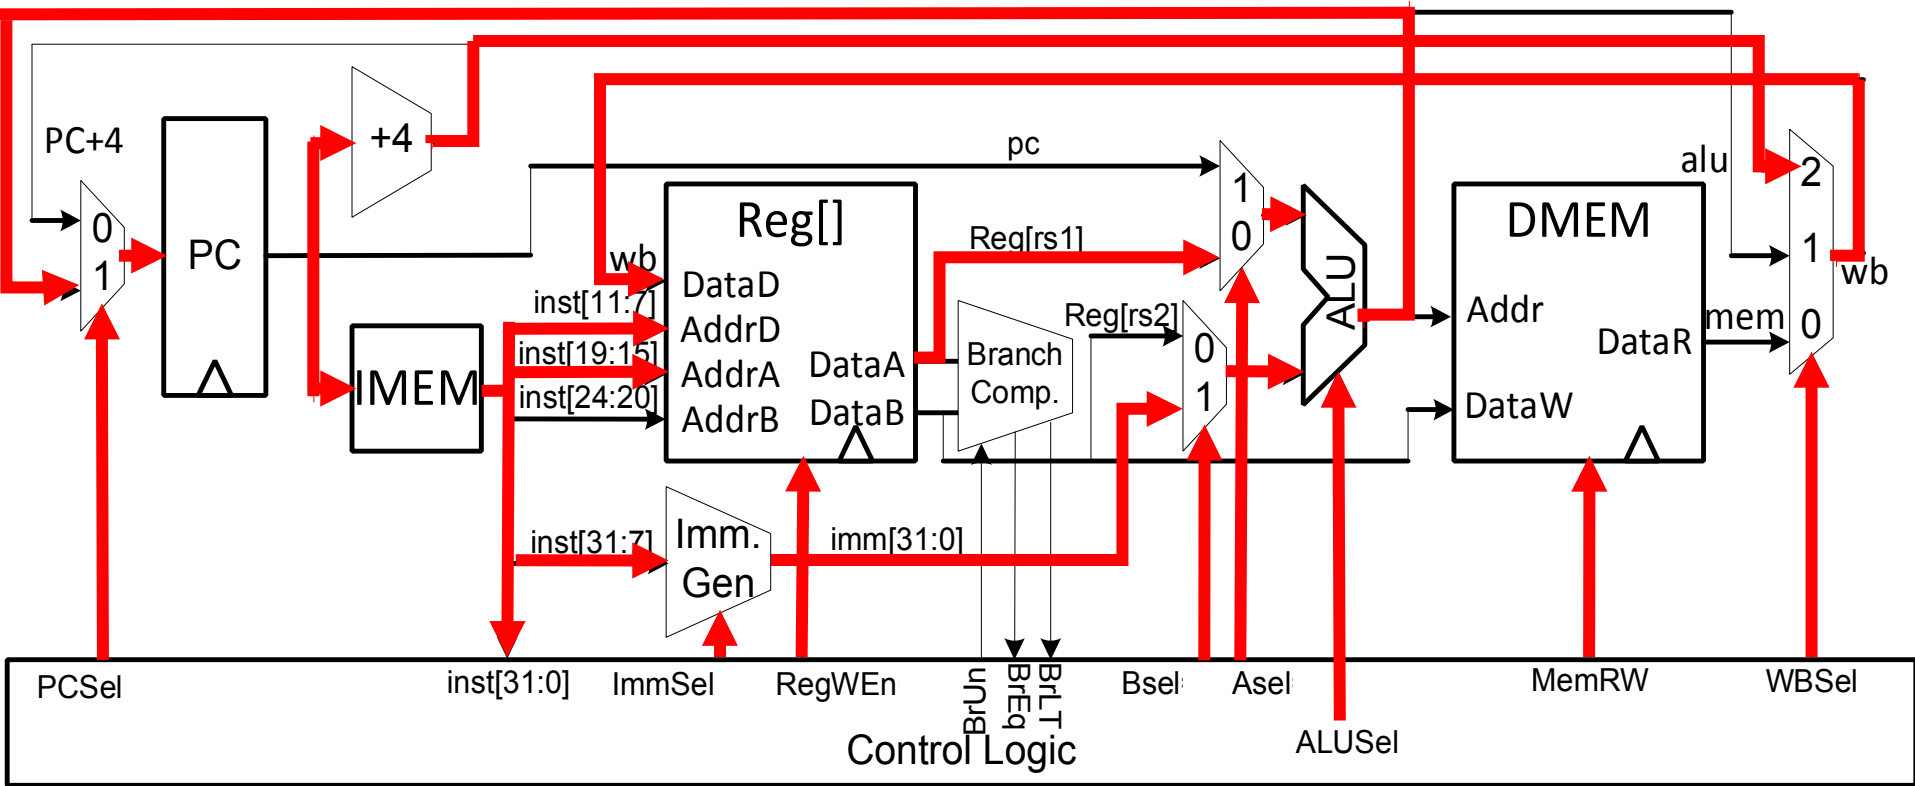 PC+4
+4
pc
alu
2
1
0
wb
0
1
PC
IMEM
Reg[]
wb
DataD
inst[11:7]
AddrD
inst[19:15]
AddrA
inst[24:20]
AddrB
DataA
DataB
Reg[rs1]
Branch
Comp.
Reg[rs2]
1
0
0
1
ALU
DMEM
Addr
DataR
DataW
mem
inst[31:7]
Imm.
Gen
imm[31:0]
PCSel
inst[31:0]
ImmSel
RegWEn
BrUn
BrEq
BrLT
Bsel
Asel
ALUSel
MemRW
WBSel
Control Logic